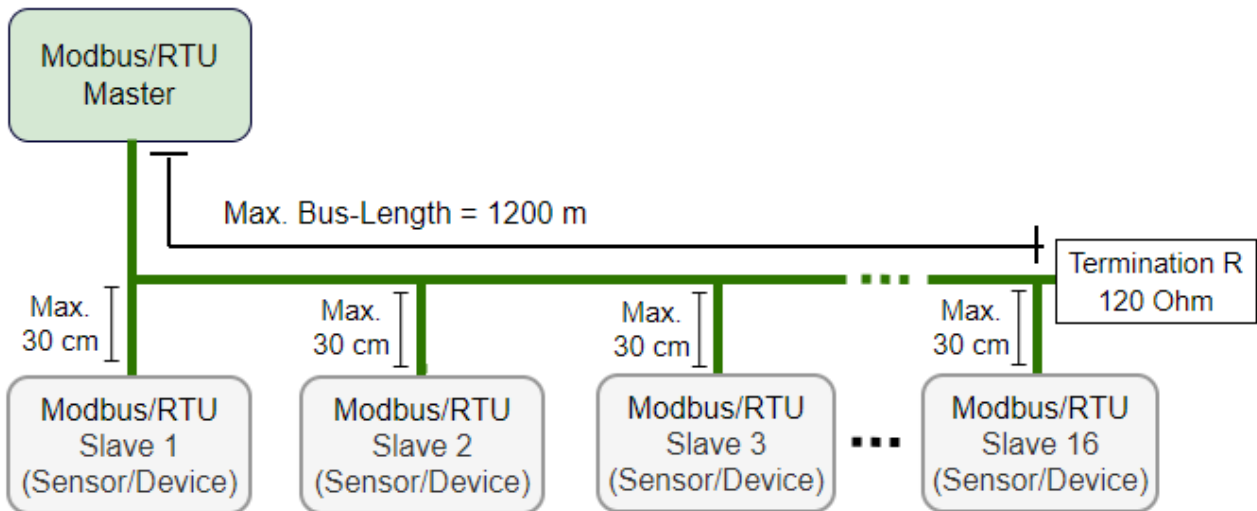 Modbus/RTU
Master
Max. Bus-Length = 1200 m
Termination R
120 Ohm
Max.
30 cm
Max.
30 cm
Max.
30 cm
Max.
30 cm
Modbus/RTU
Slave 1
(Sensor/Device)
Modbus/RTU
Slave 2
(Sensor/Device)
Modbus/RTU
Slave 3
(Sensor/Device)
Modbus/RTU
Slave 16
(Sensor/Device)